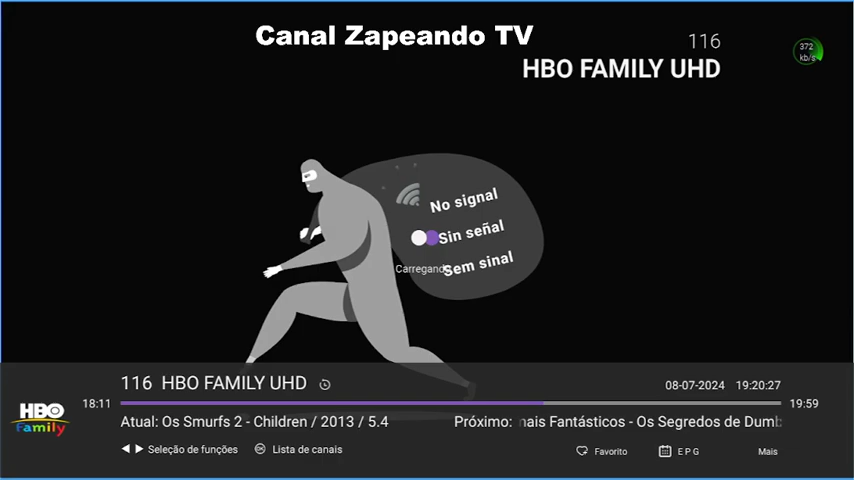 Canal Zapeando TV
116
HBO FAMILY UHD
372
kb/s
No signal
Sin señal
Carregando
Sem sinal
116 HBO FAMILY UHD
08-07-2024 19:20:27
18:11
19:59
HBO
Family
Atual: Os Smurfs 2 - Children / 2013 / 5.4
Próximo: nais Fantásticos - Os Segredos de Dumb
Seleção de funções
Lista de canais
Favorito
EPG
Mais